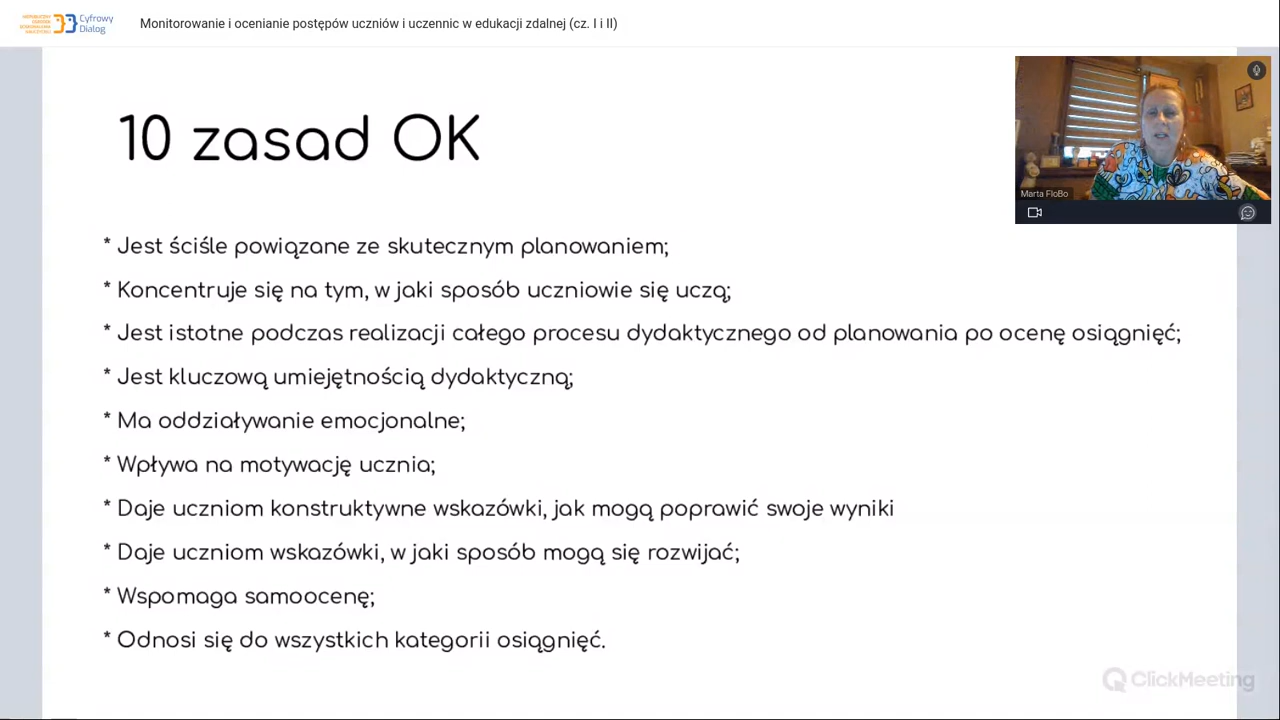 Cyfrowy
Dialog
Monitorowanie i ocenianie postępów uczniów i uczennic w edukacji zdalnej (cz. I i II)
10 zasad OK
Marta FloBo
* Jest ściśle powiązane ze skutecznym planowaniem;
* Koncentruje się na tym, w jaki sposób uczniowie się uczą;
* Jest istotne podczas realizacji całego procesu dydaktycznego od planowania po ocenę osiągnięć;
* Jest kluczową umiejętnością dydaktyczną;
* Ma oddziaływanie emocjonalne;
* Wpływa na motywację ucznia;
* Daje uczniom konstruktywne wskazówki, jak mogą poprawić swoje wyniki
* Daje uczniom wskazówki, w jaki sposób mogą się rozwijać;
* Wspomaga samoocenę;
* Odnosi się do wszystkich kategorii osiągnięć.
ClickMeeting